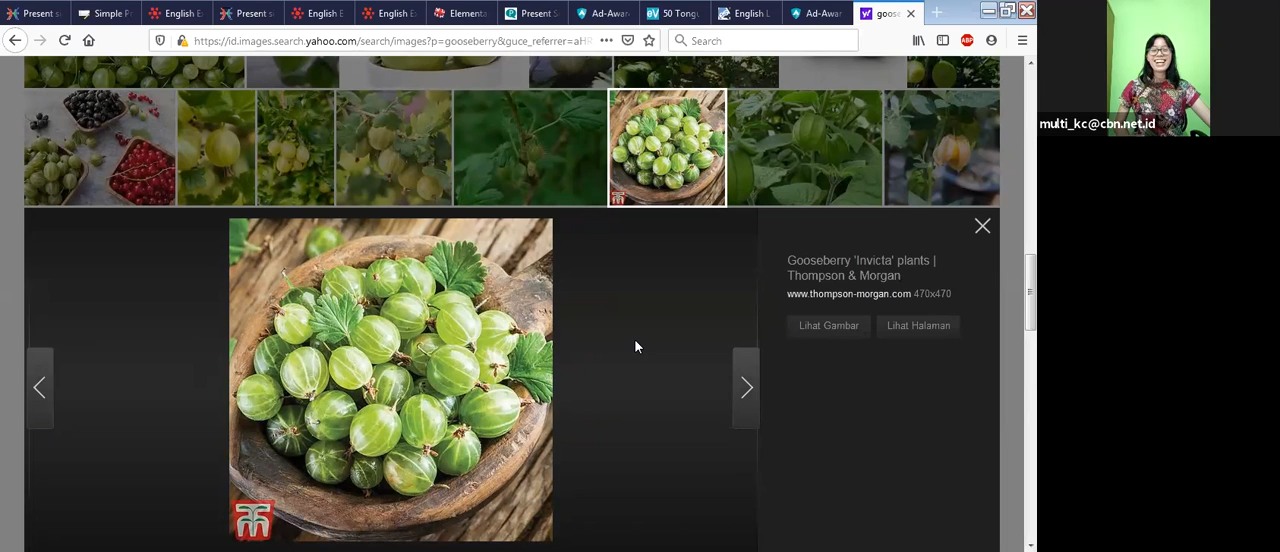 Present s
Simple P
English E
Present s
English E
English E
Elementa
Present S
Ad-Awar
50 Tong
English L
Ad-Awar
goose
https://id.images.search.yahoo.com/search/images?p=gooseberry&guce_referrer=aHR
Search
ABP
multi_kc@cbn.net.id
Gooseberry 'Invicta' plants |
Thompson & Morgan
www.thompson-morgan.com 470x470
Lihat Gambar
Lihat Halaman